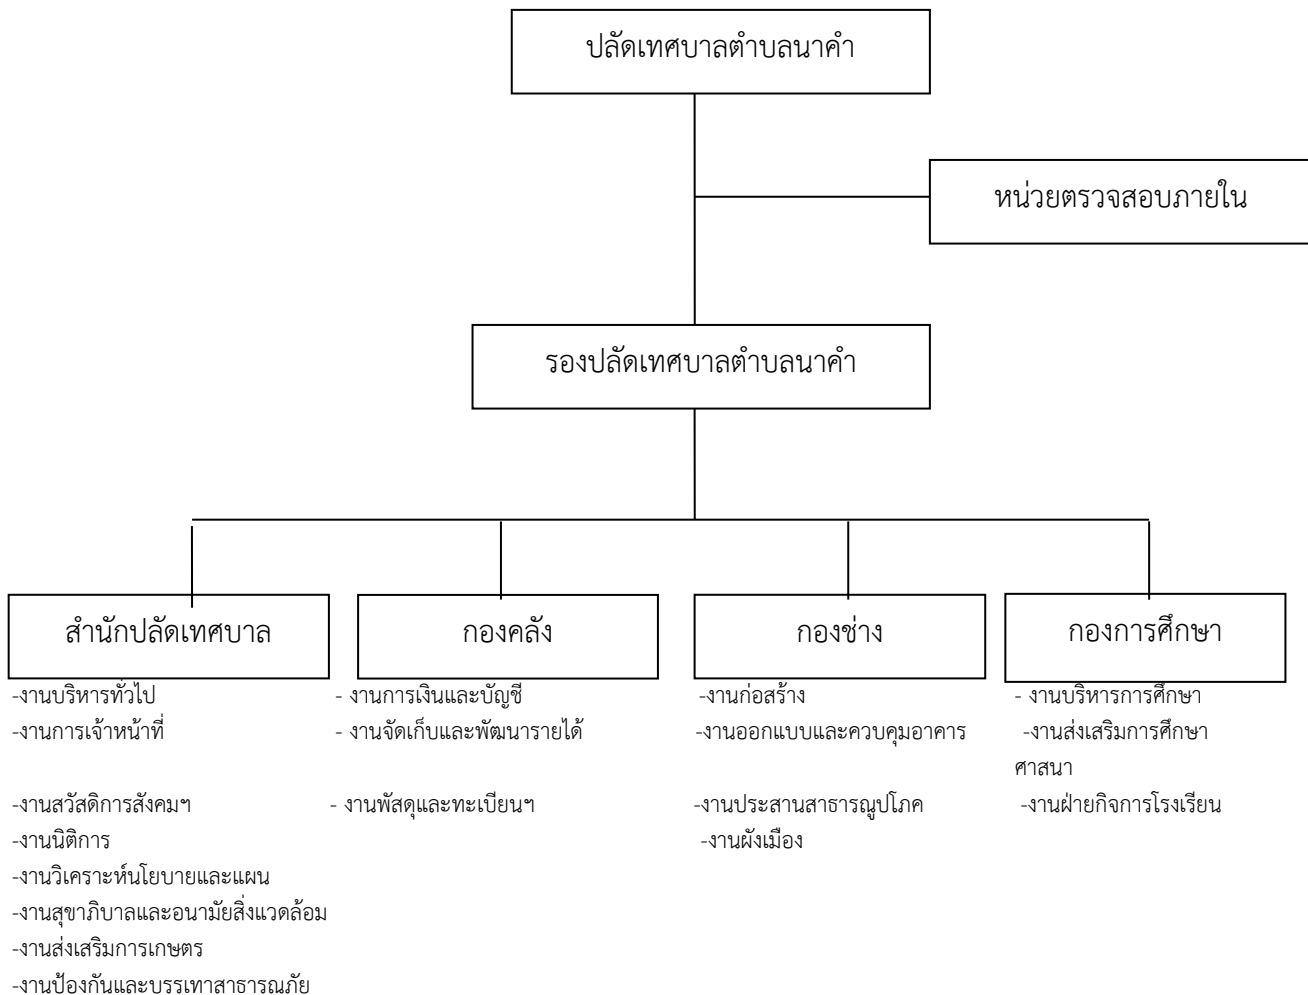 ปลัดเทศบาลตำบลนาคำ
หน่วยตรวจสอบภายใน
รองปลัดเทศบาลตำบลนาคำ
สำนักปลัดเทศบาล
-งานบริหารทั่วไป
-งานการเจ้าหน้าที่
-งานสวัสดิการสังคมฯ
-งานนิติการ
-งานวิเคราะห์นโยบายและแผน
-งานสุขาภิบาลและอนามัยสิ่งแวดล้อม
-งานส่งเสริมการเกษตร
-งานป้องกันและบรรเทาสาธารณภัย
กองคลัง
- งานการเงินและบัญชี
- งานจัดเก็บและพัฒนารายได้
- งานพัสดุและทะเบียนฯ
กองช่าง
-งานก่อสร้าง
-งานออกแบบและควบคุมอาคาร
-งานประสานสาธารณูปโภค
-งานผังเมือง
กองการศึกษา
- งานบริหารการศึกษา
-งานส่งเสริมการศึกษา
ศาสนา
-งานฝ่ายกิจการโรงเรียน